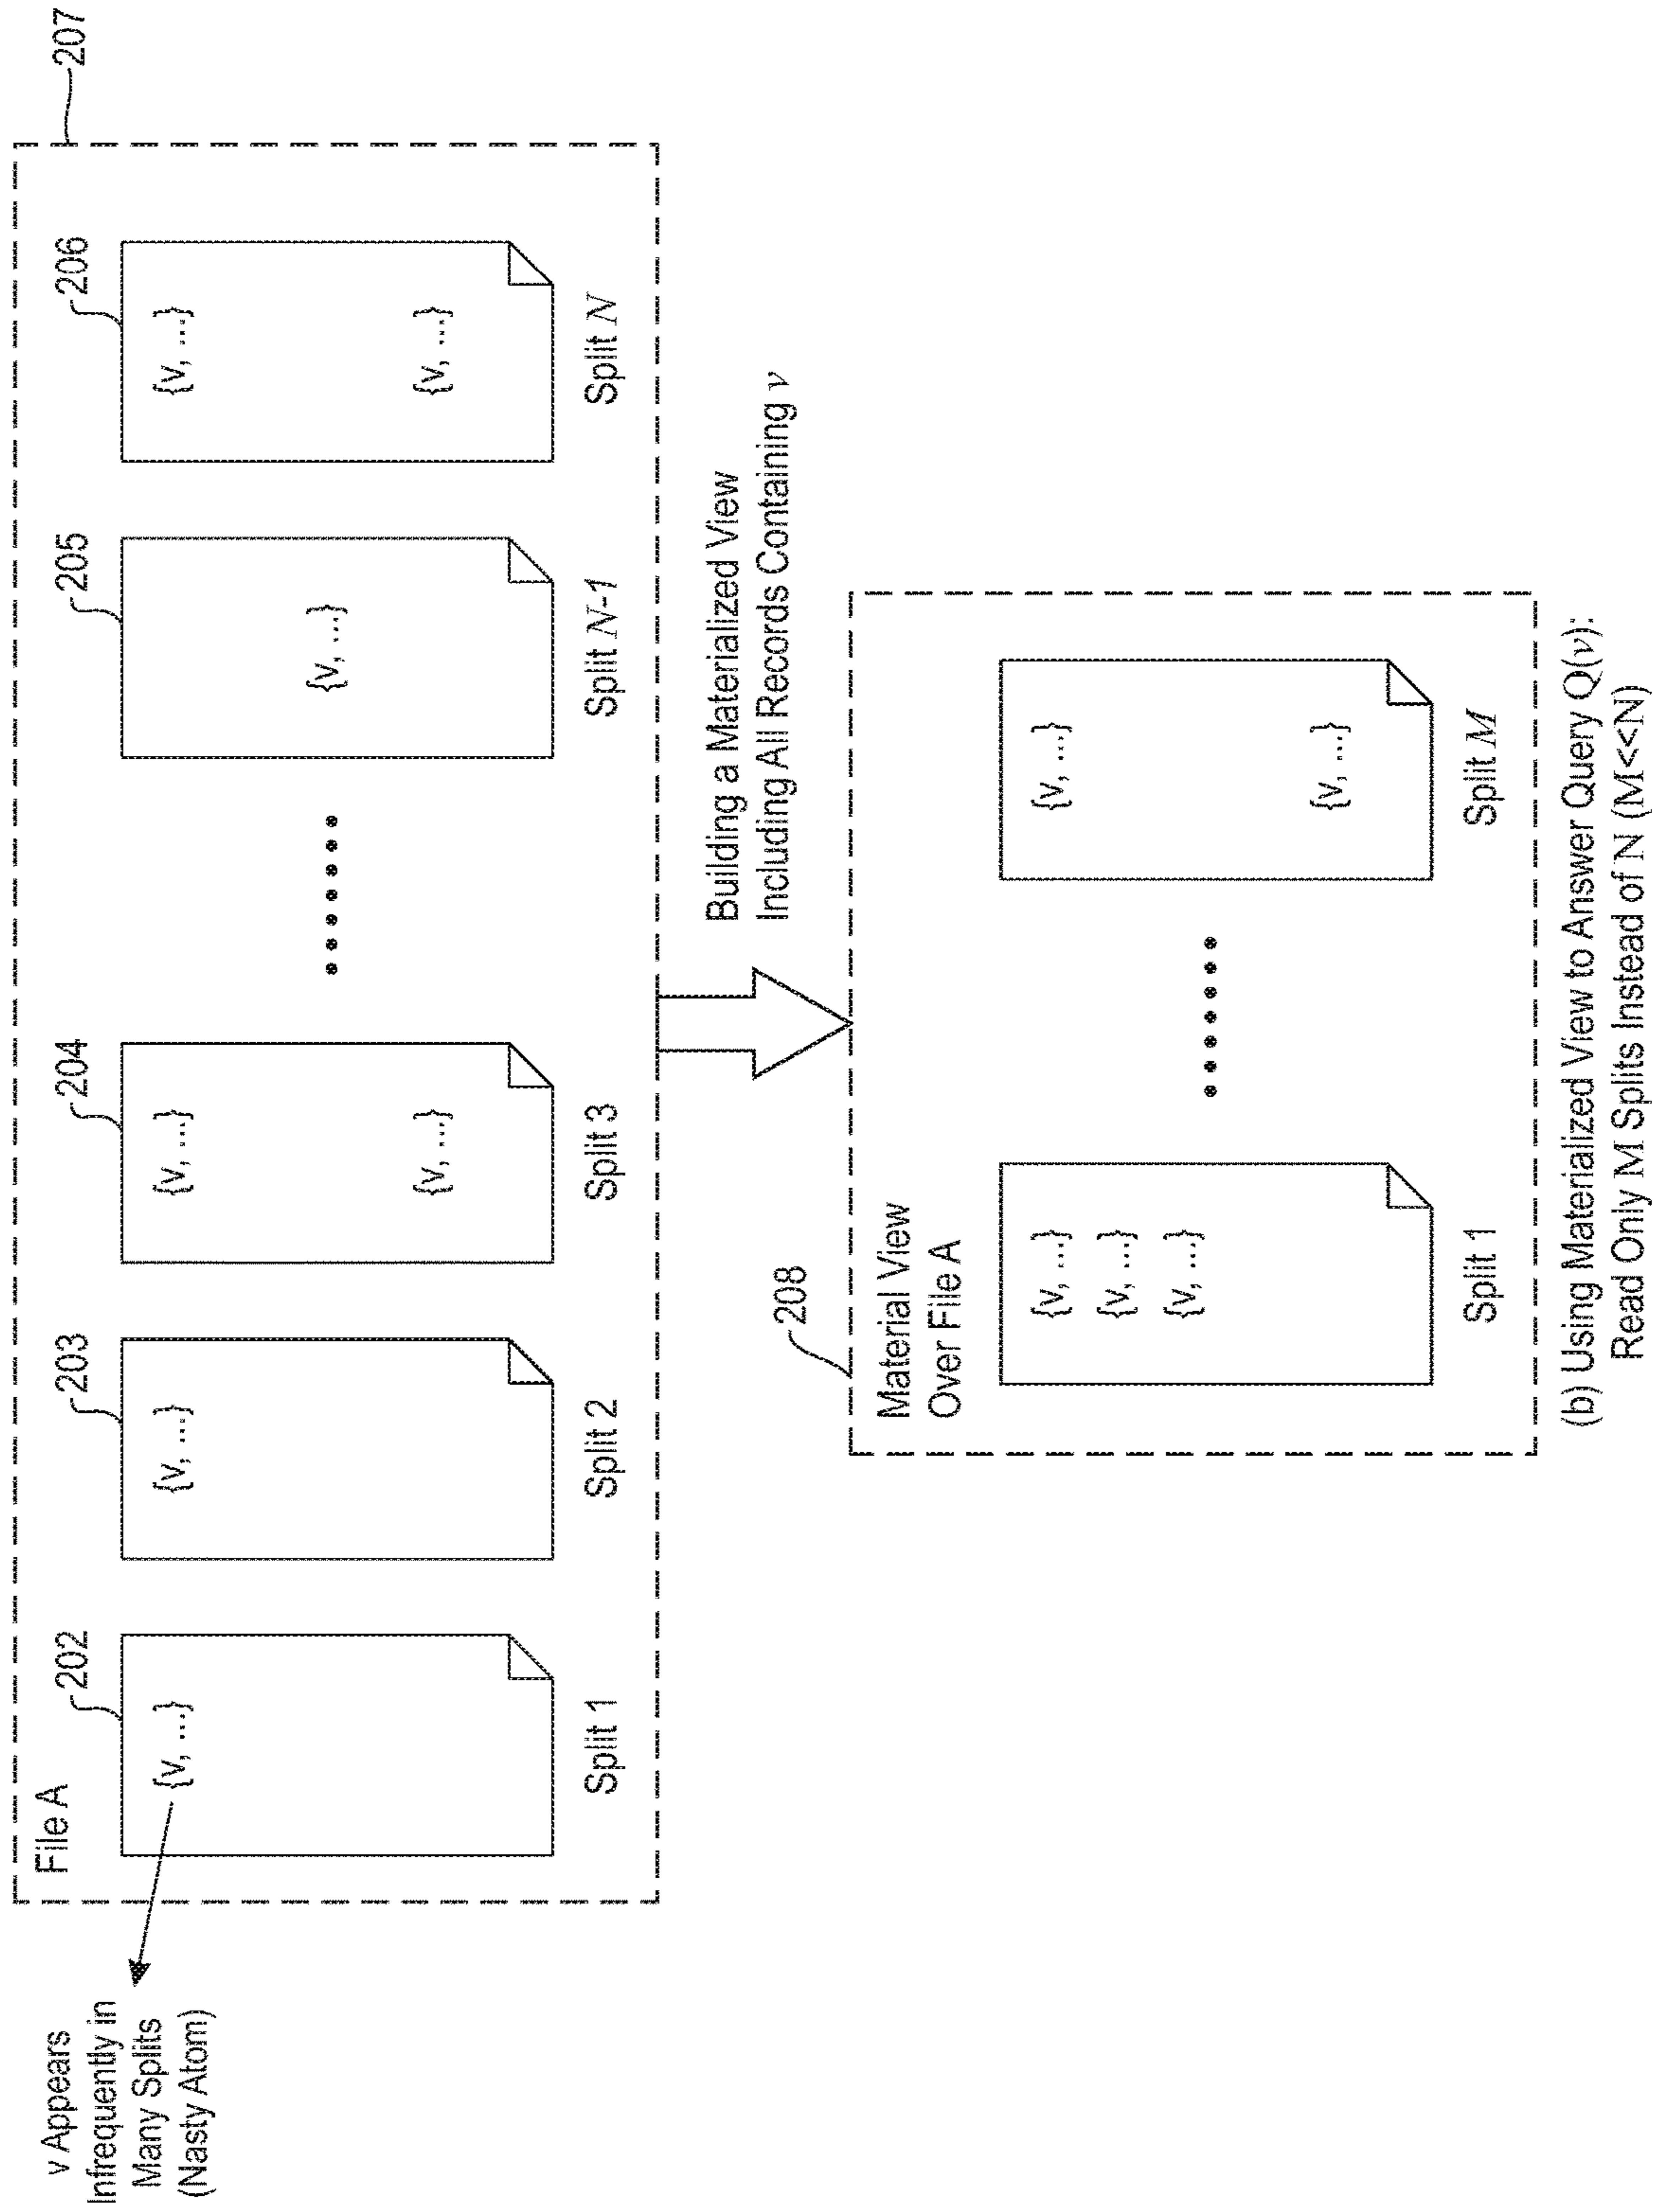 v Appears
Infrequently in
Many Splits
(Nasty Atom)
207
File A
202
203
204
205
206
{v, ...}
{v, ...}
{v, ...}
{v, ...}
{v, ...}
{v, ...}
{v, ...}
Split 1
Split 2
Split 3
Split N-1
Split N
Building a Materialized View
Including All Records Containing v
208
Material View
Over File A
{v, ...}
{v, ...}
{v, ...}
{v, ...}
{v, ...}
Split 1
Split M
(b) Using Materialized View to Answer Query Q(v):
Read Only M Splits Instead of N (M<<N)